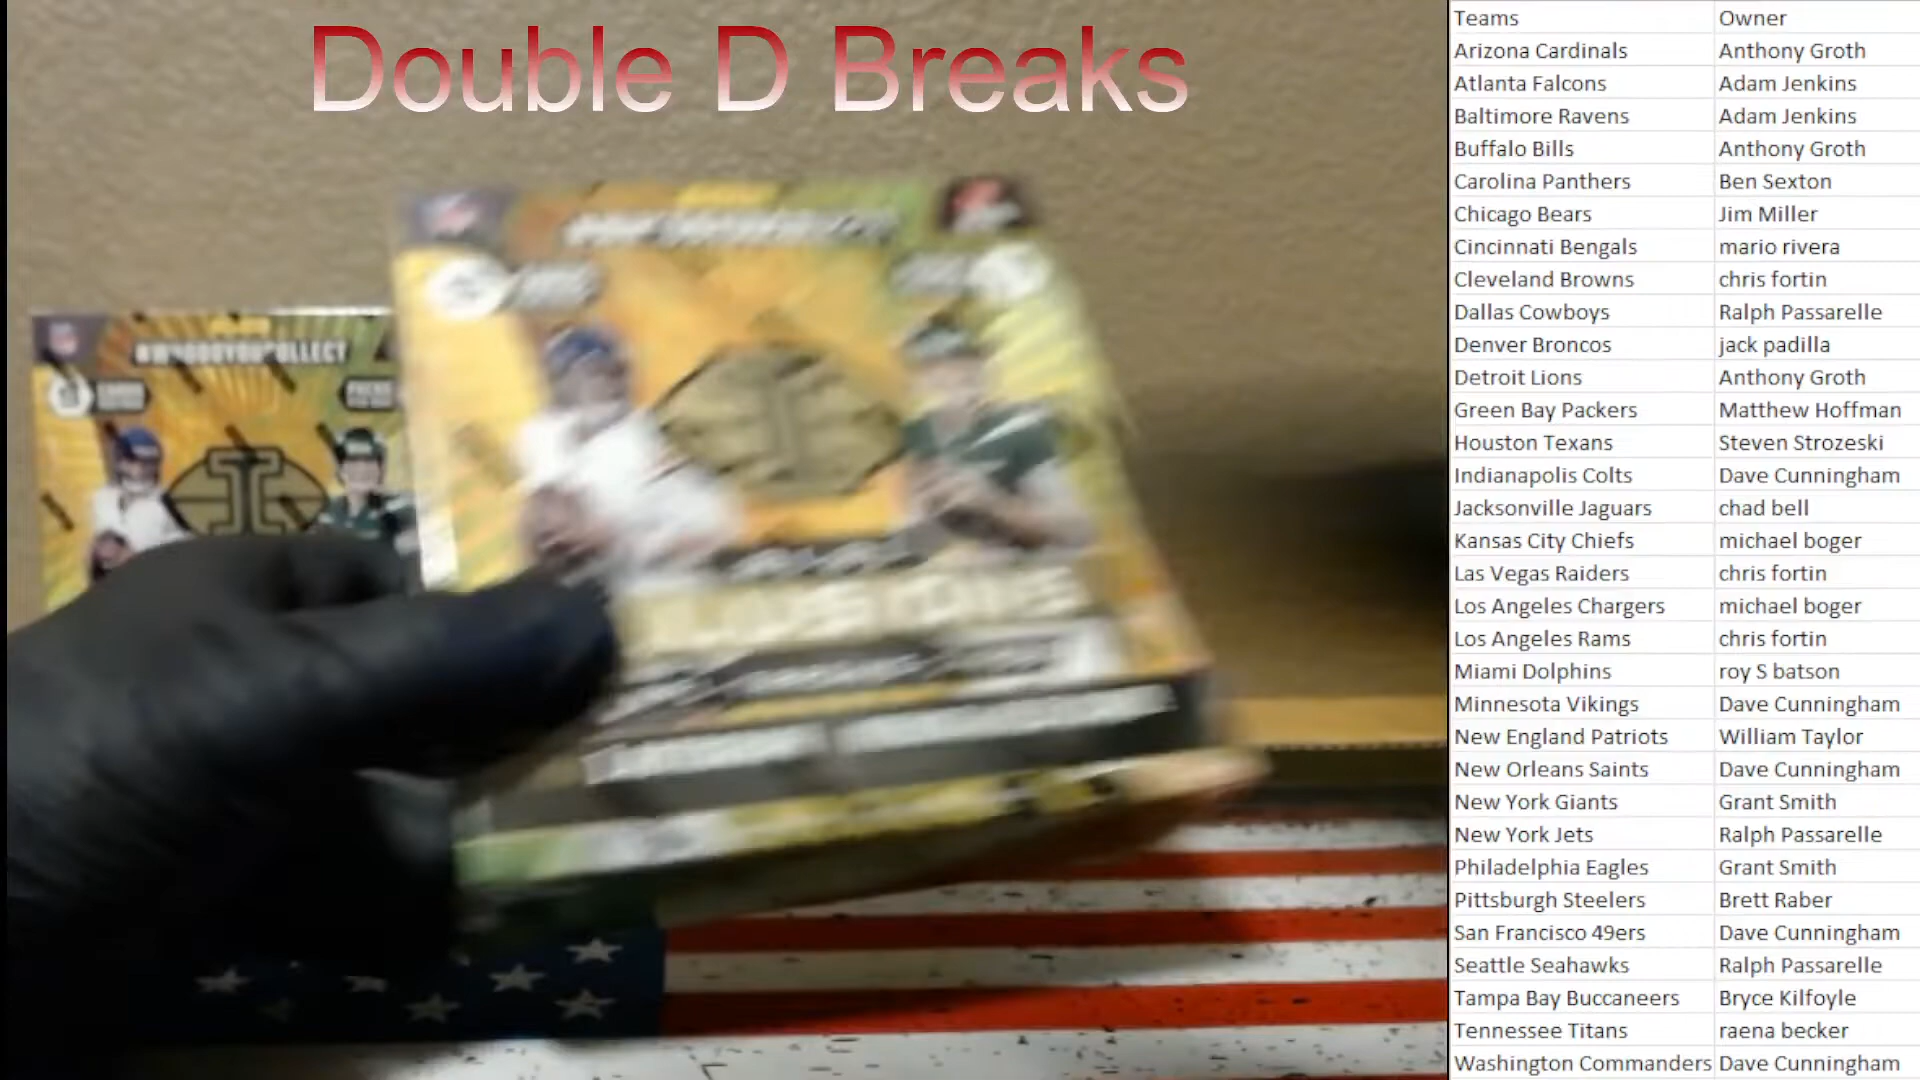 Double D Breaks
#WHODOYOUCOLLECT
CARDS
PACKS
Teams Owner
Arizona Cardinals Anthony Groth
Atlanta Falcons Adam Jenkins
Baltimore Ravens Adam Jenkins
Buffalo Bills Anthony Groth
Carolina Panthers Ben Sexton
Chicago Bears Jim Miller
Cincinnati Bengals mario rivera
Cleveland Browns chris fortin
Dallas Cowboys Ralph Passarelle
Denver Broncos jack padilla
Detroit Lions Anthony Groth
Green Bay Packers Matthew Hoffman
Houston Texans Steven Strozeski
Indianapolis Colts Dave Cunningham
Jacksonville Jaguars chad bell
Kansas City Chiefs michael boger
Las Vegas Raiders chris fortin
Los Angeles Chargers michael boger
Los Angeles Rams chris fortin
Miami Dolphins roy S batson
Minnesota Vikings Dave Cunningham
New England Patriots William Taylor
New Orleans Saints Dave Cunningham
New York Giants Grant Smith
New York Jets Ralph Passarelle
Philadelphia Eagles Grant Smith
Pittsburgh Steelers Brett Raber
San Francisco 49ers Dave Cunningham
Seattle Seahawks Ralph Passarelle
Tampa Bay Buccaneers Bryce Kilfoyle
Tennessee Titans raena becker
Washington Commanders Dave Cunningham